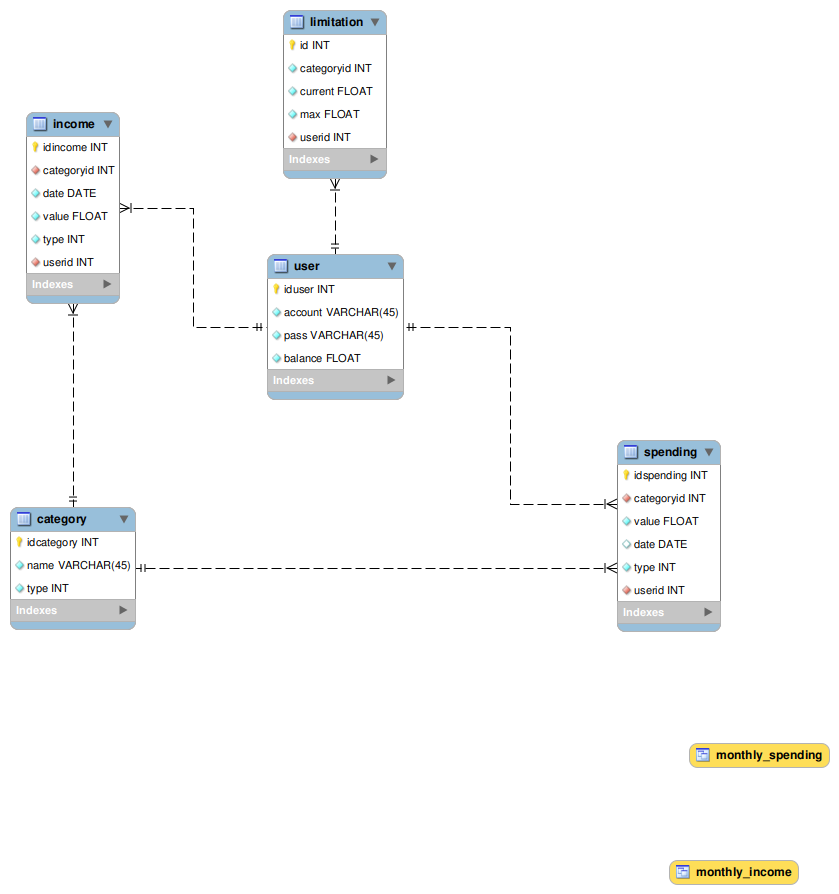 limitation
id INT
categoryid INT
current FLOAT
max FLOAT
userid INT
Indexes
income
idincome INT
categoryid INT
date DATE
value FLOAT
type INT
userid INT
Indexes
user
iduser INT
account VARCHAR(45)
pass VARCHAR(45)
balance FLOAT
Indexes
spending
idspending INT
categoryid INT
value FLOAT
date DATE
type INT
userid INT
Indexes
category
idcategory INT
name VARCHAR(45)
type INT
Indexes
monthly_spending
monthly_income